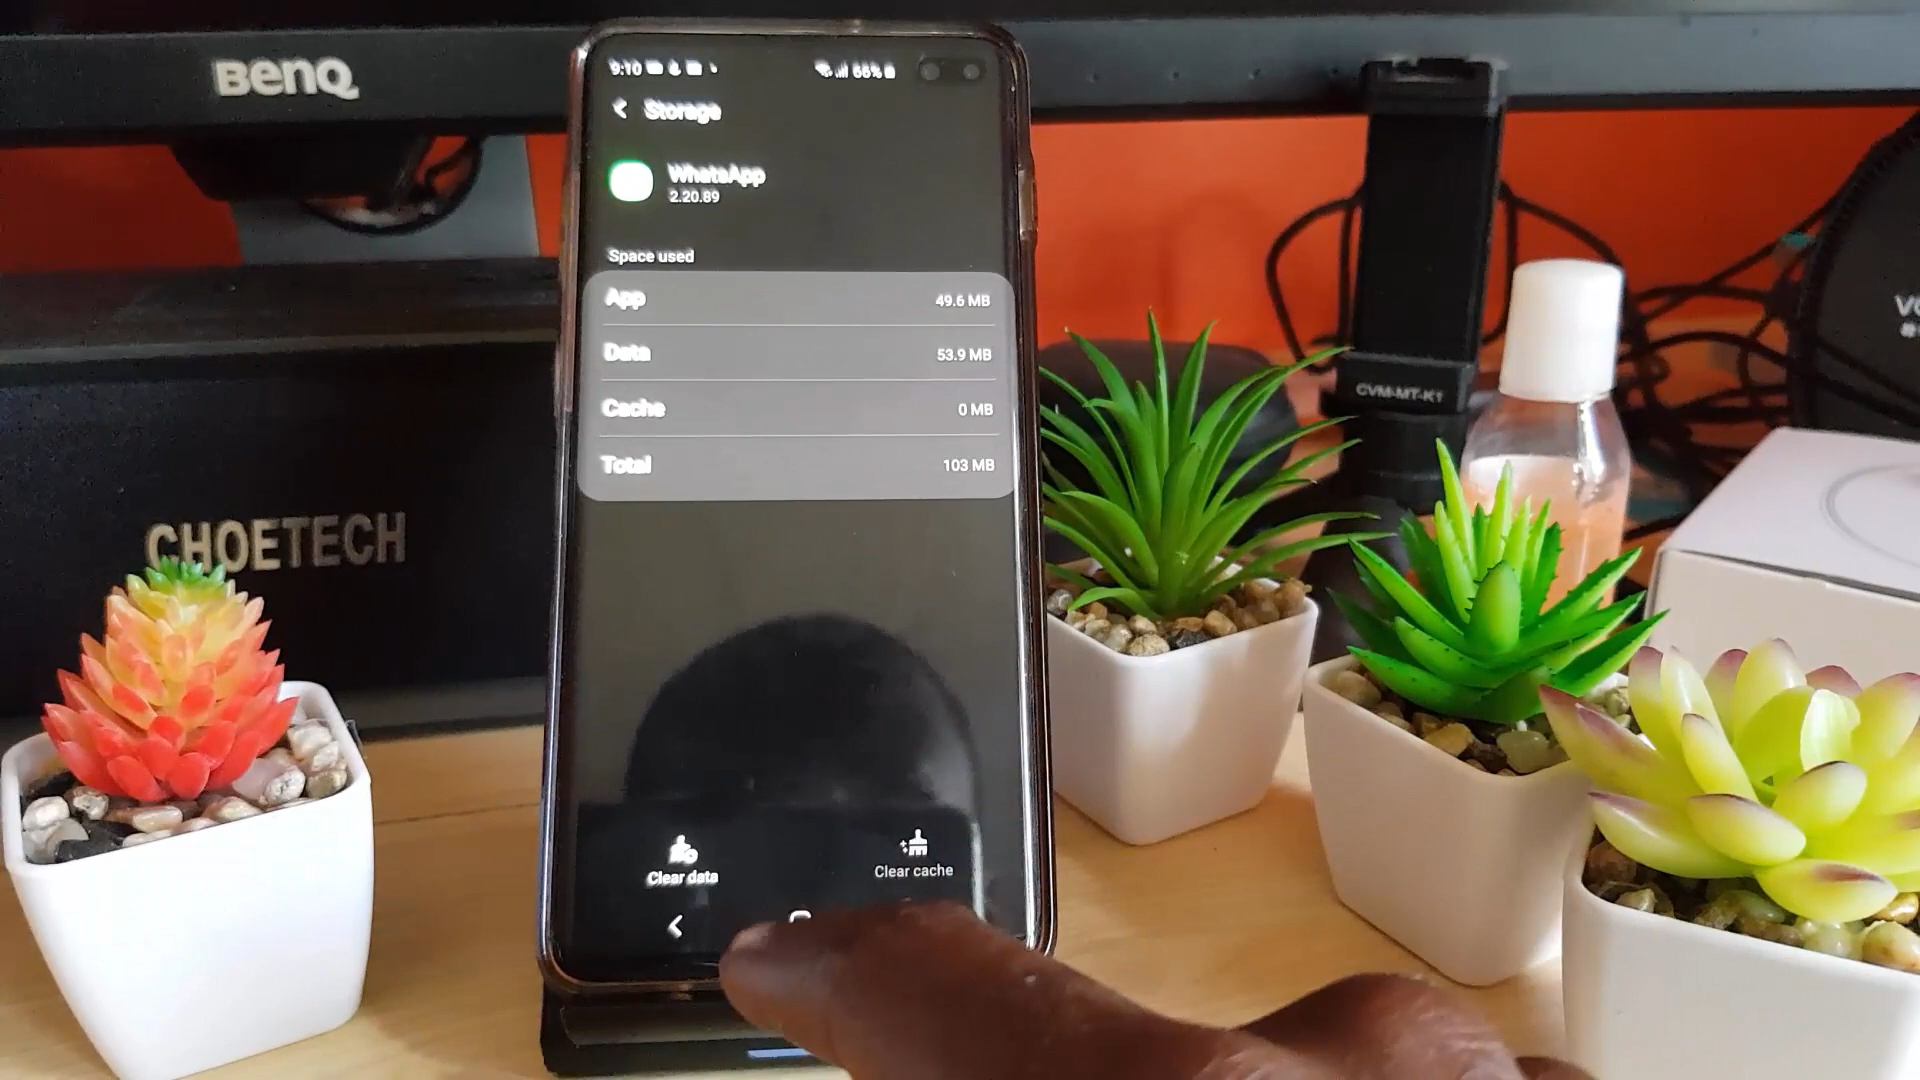 BenQ
9:10
66%
Storage
WhatsApp
2.20.89
Space used
App 49.6 MB
Data 53.9 MB
Cache 0 MB
Total 103 MB
Clear data
Clear cache
CHOETECH
CVM-MT-K1